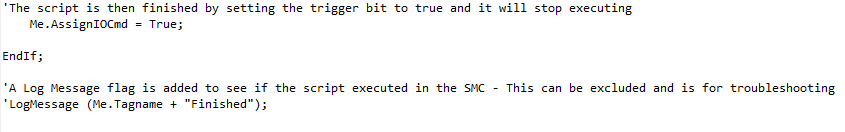 'The script is then finished by setting the trigger bit to true and it will stop executing
Me.AssignIOCmd = True;
EndIf;
'A Log Message flag is added to see if the script executed in the SMC - This can be excluded and is for troubleshooting
'LogMessage (Me.Tagname + "Finished");